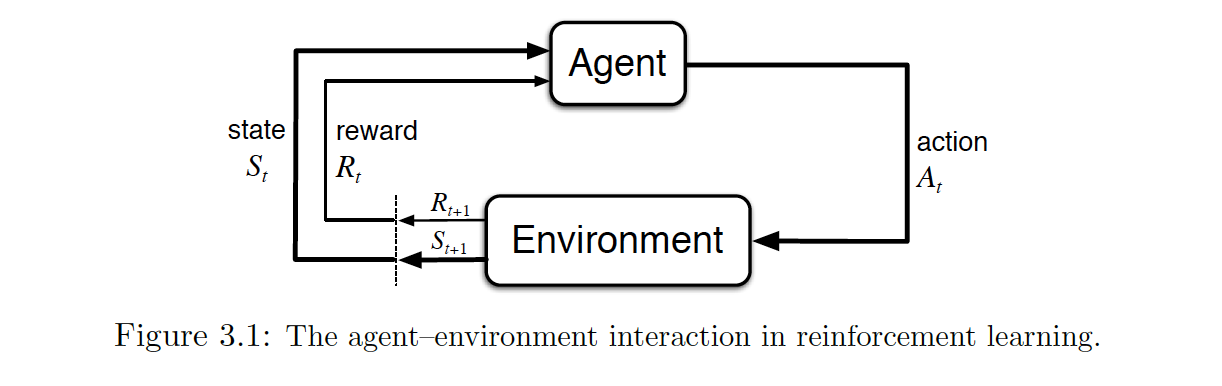 Agent
state
S_t
reward
R_t
action
A_t
R_{t+1}
S_{t+1}
Environment
Figure 3.1: The agent–environment interaction in reinforcement learning.